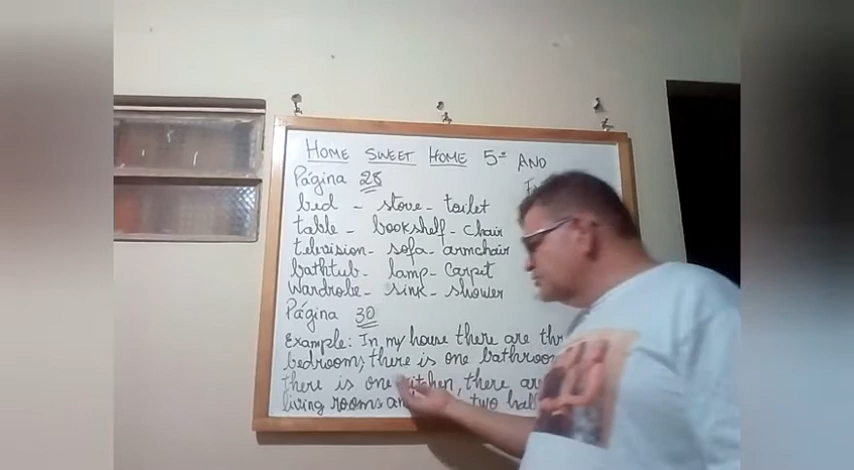 HOME SWEET HOME 5º AND
Página 28
bed - stove - toilet
table - bookshelf - chair
television - sofa - armchair
bathtub - lamp - carpet
wardrobe - sink - shower
Página 30
Example: In my house there are
bedroom; there is one bathroom
there is one kitchen, there
living rooms two